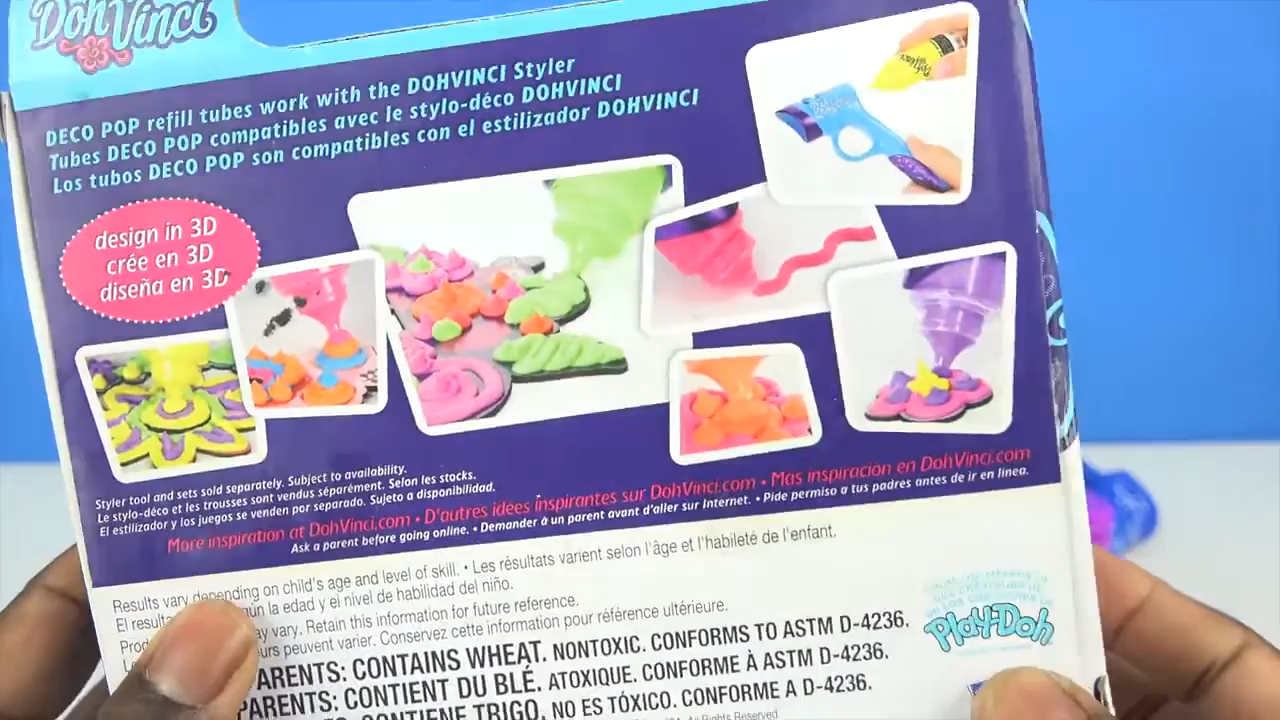 DohVinci
DECO POP refill tubes work with the DOHVINCI Styler
Tubes DECO POP compatibles avec le stylo-déco DOHVINCI
Los tubos DECO POP son compatibles con el estilizador DOHVINCI
design in 3D
crée en 3D
diseña en 3D
Styler tool and sets sold separately. Subject to availability.
Le stylo-déco et les trousses sont vendus séparément. Selon les stocks.
El estilizador y los juegos se venden por separado. Sujeto a disponibilidad.
More inspiration at DohVinci.com • D'autres idées inspirantes sur DohVinci.com • Mas inspiracion en DohVinci.com
Ask a parent before going online. • Demander à un parent avant d'aller sur Internet. • Pide permiso a tus padres antes de ir en línea.
Results vary depending on child's age and level of skill. • Les résultats varient selon l'âge et l'habileté de l'enfant.
El la edad y el nivel de habilidad del niño.
may vary. Retain this information for future reference.
peuvent varier. Conservez cette information pour référence ultérieure.
PARENTS: CONTAINS WHEAT. NONTOXIC. CONFORMS TO ASTM D-4236.
PARENTS: CONTIENT DU BLÉ. ATOXIQUE. CONFORME À ASTM D-4236.
CONTIENE TRIGO, NO ES TÓXICO. CONFORME A D-4236.
All Rights Reserved.
Play-Doh